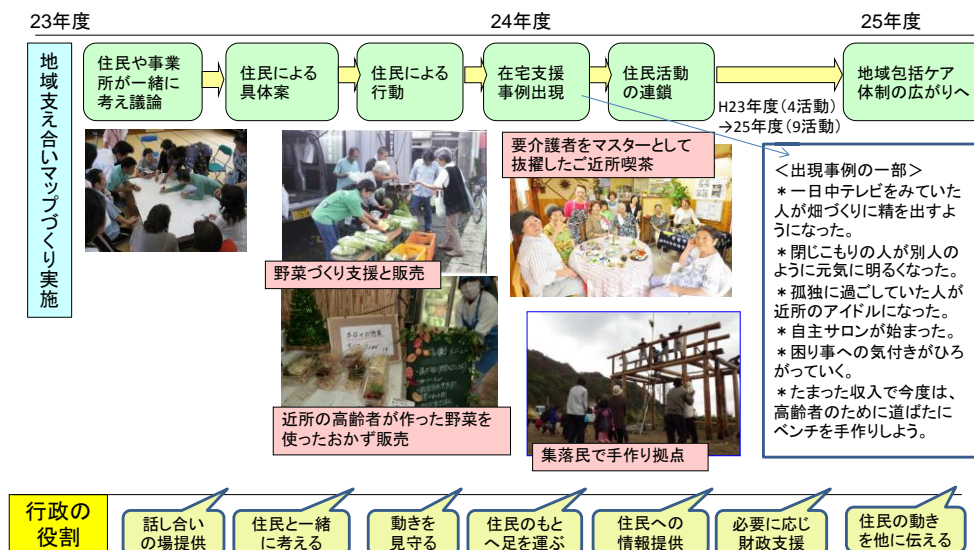 23年度
24年度
25年度
地域支え合いマップづくり実施
住民や事業
所が一緒に
考え議論
住民による
具体案
住民による
行動
在宅支援
事例出現
住民活動
の連鎖
地域包括ケア
体制の広がりへ
H23年度(4活動)
→25年度(9活動)
要介護者をマスターとして
抜擢したご近所喫茶
野菜づくり支援と販売
近所の高齢者が作った野菜を
使ったおかず販売
集落民で手作り拠点
本日のお惣菜
メニュー
<出現事例の一部>
*一日中テレビをみていた
人が畑づくりに精を出すよ
うになった。
*閉じこもりの人が別人の
ように元気に明るくなった。
*孤独に過ごしていた人が
近所のアイドルになった。
*自主サロンが始まった。
*困り事への気付きがひろ
がっていく。
*たまった収入で今度は、
高齢者のために道ばたに
ベンチを手作りしよう。
行政の
役割
話し合い
の場提供
住民と一緒
に考える
動きを
見守る
住民のもと
へ足を運ぶ
住民への
情報提供
必要に応じ
財政支援
住民の動き
を他に伝える